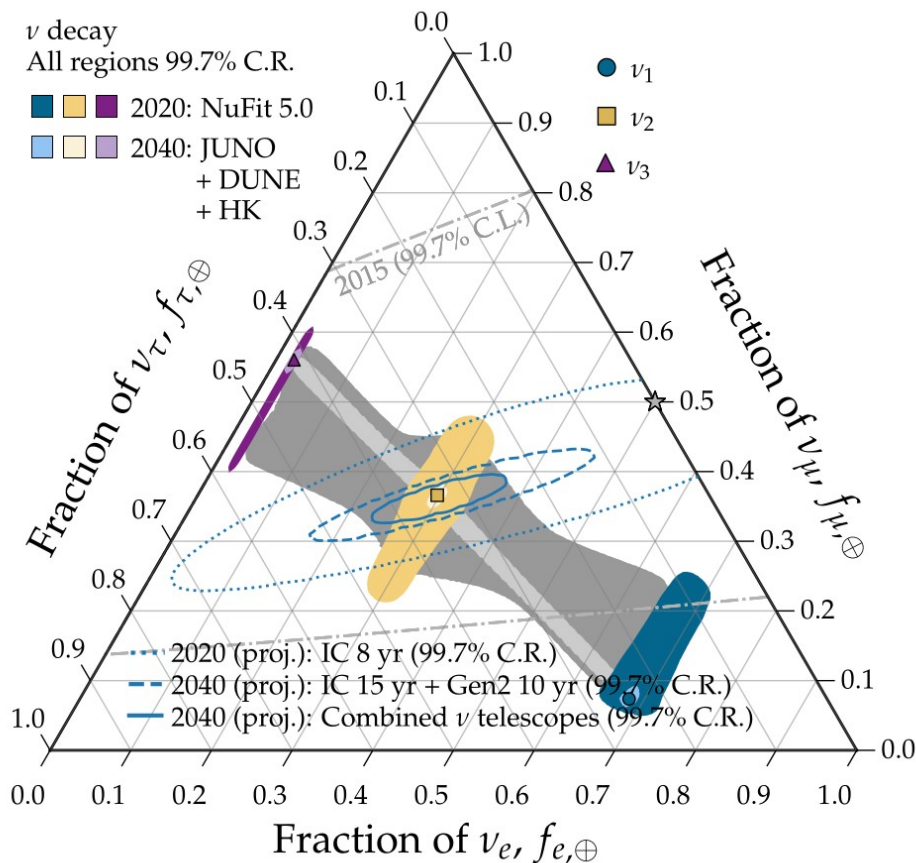 ν decay
All regions 99.7% C.R.
2020: NuFit 5.0
2040: JUNO
+ DUNE
+ HK
ν₁
ν₂
ν₃
Fraction of ν_τ, f_τ,⊕
0.0
0.1
0.2
0.3
0.4
0.5
0.6
0.7
0.8
0.9
1.0
1.0
0.9
0.8
0.7
0.6
0.5
0.4
0.3
0.2
0.1
0.0
Fraction of ν_μ, f_μ,⊕
2015 (99.7% C.L.)
2020 (proj.): IC 8 yr (99.7% C.R.)
2040 (proj.): IC 15 yr + Gen2 10 yr (99.7% C.R.)
2040 (proj.): Combined ν telescopes (99.7% C.R.)
0.0 0.1 0.2 0.3 0.4 0.5 0.6 0.7 0.8 0.9 1.0
Fraction of ν_e, f_e,⊕